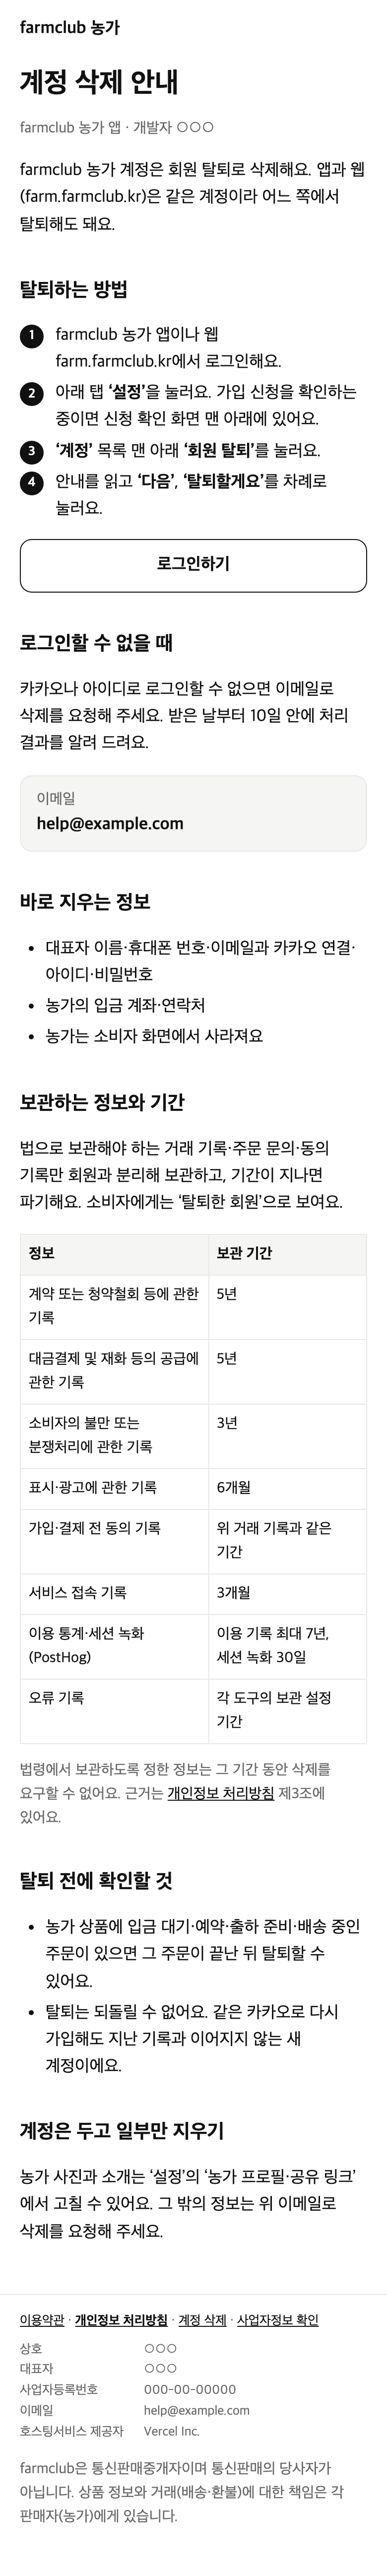 farmclub 농가
계정 삭제 안내
farmclub 농가 앱 · 개발자 ○○○
farmclub 농가 계정은 회원 탈퇴로 삭제해요. 앱과 웹
(farm.farmclub.kr)은 같은 계정이라 어느 쪽에서
탈퇴해도 돼요.
탈퇴하는 방법
1 farmclub 농가 앱이나 웹
farm.farmclub.kr에서 로그인해요.
2 아래 탭 ‘설정’을 눌러요. 가입 신청을 확인하는
중이면 신청 확인 화면 맨 아래에 있어요.
3 ‘계정’ 목록 맨 아래 ‘회원 탈퇴’를 눌러요.
4 안내를 읽고 ‘다음’, ‘탈퇴할게요’를 차례로
눌러요.
로그인하기
로그인할 수 없을 때
카카오나 아이디로 로그인할 수 없으면 이메일로
삭제를 요청해 주세요. 받은 날부터 10일 안에 처리
결과를 알려 드려요.
이메일
help@example.com
바로 지우는 정보
• 대표자 이름·휴대폰 번호·이메일과 카카오 연결·
아이디·비밀번호
• 농가의 입금 계좌·연락처
• 농가는 소비자 화면에서 사라져요
보관하는 정보와 기간
법으로 보관해야 하는 거래 기록·주문 문의·동의
기록만 회원과 분리해 보관하고, 기간이 지나면
파기해요. 소비자에게는 ‘탈퇴한 회원’으로 보여요.
정보 보관 기간
계약 또는 청약철회 등에 관한 5년
기록
대금결제 및 재화 등의 공급에 5년
관한 기록
소비자의 불만 또는 3년
분쟁처리에 관한 기록
표시·광고에 관한 기록 6개월
가입·결제 전 동의 기록 위 거래 기록과 같은
기간
서비스 접속 기록 3개월
이용 통계·세션 녹화 이용 기록 최대 7년,
(PostHog) 세션 녹화 30일
오류 기록 각 도구의 보관 설정
기간
법령에서 보관하도록 정한 정보는 그 기간 동안 삭제를
요구할 수 없어요. 근거는 개인정보 처리방침 제3조에
있어요.
탈퇴 전에 확인할 것
• 농가 상품에 입금 대기·예약·출하 준비·배송 중인
주문이 있으면 그 주문이 끝난 뒤 탈퇴할 수
있어요.
• 탈퇴는 되돌릴 수 없어요. 같은 카카오로 다시
가입해도 지난 기록과 이어지지 않는 새
계정이에요.
계정은 두고 일부만 지우기
농가 사진과 소개는 ‘설정’의 ‘농가 프로필·공유 링크’
에서 고칠 수 있어요. 그 밖의 정보는 위 이메일로
삭제를 요청해 주세요.
이용약관 · 개인정보 처리방침 · 계정 삭제 · 사업자정보 확인
상호 ○○○
대표자 ○○○
사업자등록번호 000-00-00000
이메일 help@example.com
호스팅서비스 제공자 Vercel Inc.
farmclub은 통신판매중개자이며 통신판매의 당사자가
아닙니다. 상품 정보와 거래(배송·환불)에 대한 책임은 각
판매자(농가)에게 있습니다.